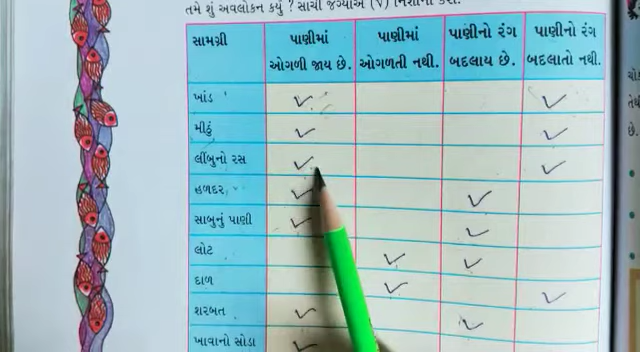 તમે શું અવલોકન કર્યું ? સાચી જગ્યાએ (√) નિશાની કરો.
સામગ્રી પાણીમાં ઓગળી જાય છે. પાણીમાં ઓગળતી નથી. પાણીનો રંગ બદલાય છે. પાણીનો રંગ બદલાતો નથી.
ખાંડ ✓ ✓
મીઠું ✓ ✓
લીંબુનો રસ ✓ ✓
હળદર ✓ ✓
સાબુનું પાણી ✓ ✓
લોટ ✓ ✓
દાળ ✓ ✓
શરબત ✓ ✓
ખાવાનો સોડા ✓